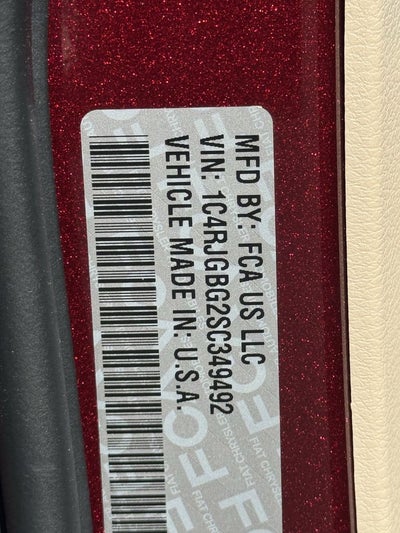 MFD BY: FCA US LLC
VIN: 1C4RJGBG2SC349492
VEHICLE MADE IN: U.S.A.